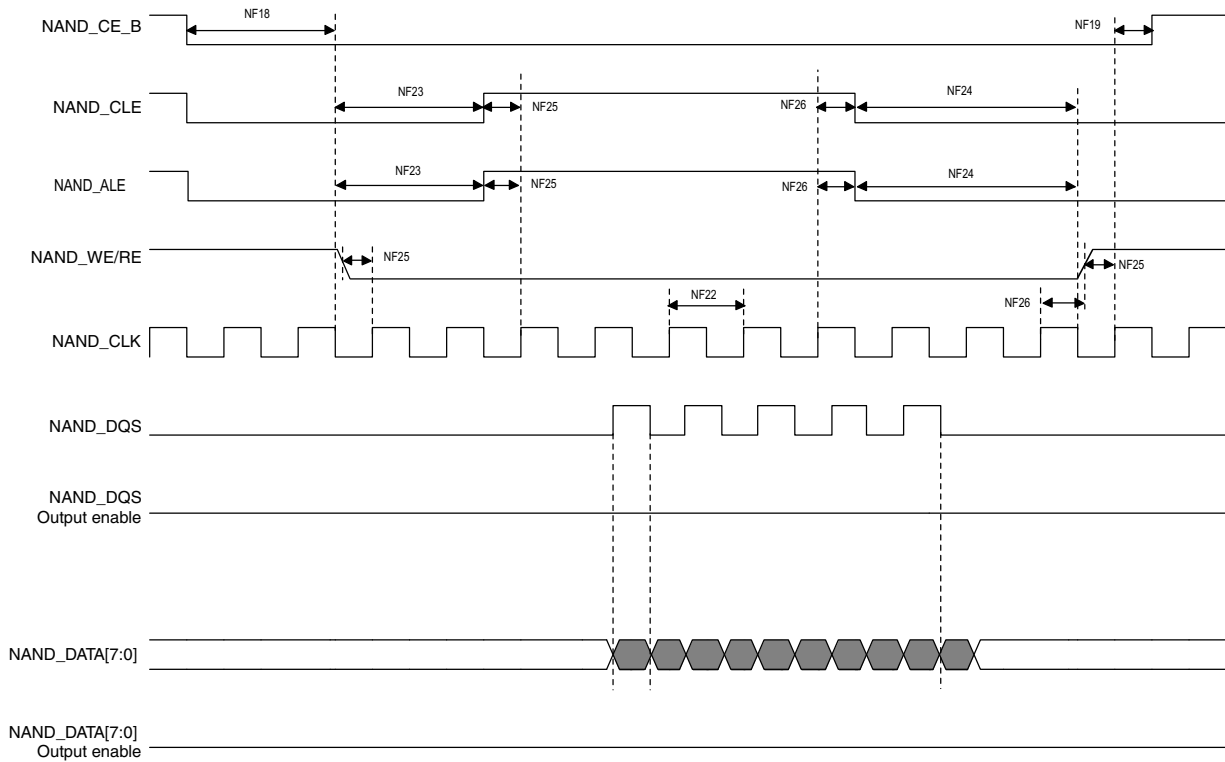 NAND_CE_B
NF18
NF19
NAND_CLE
NF23
NF25
NF26
NF24
NAND_ALE
NF23
NF25
NF26
NF24
NAND_WE/RE
NF25
NF25
NF26
NF22
NAND_CLK
NAND_DQS
NAND_DQS
Output enable
NAND_DATA[7:0]
NAND_DATA[7:0]
Output enable